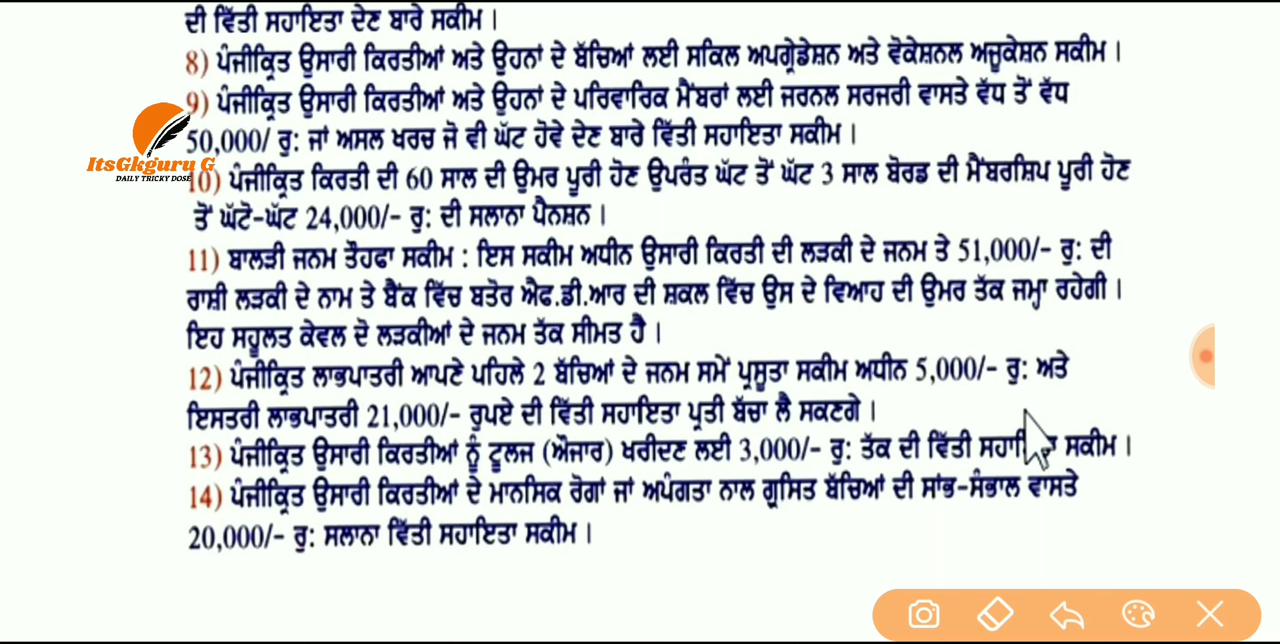 ਦੀ ਵਿੱਤੀ ਸਹਾਇਤਾ ਦੇਣ ਬਾਰੇ ਸਕੀਮ।
8) ਪੰਜੀਕ੍ਰਿਤ ਉਸਾਰੀ ਕਿਰਤੀਆਂ ਅਤੇ ਉਹਨਾਂ ਦੇ ਬੱਚਿਆਂ ਲਈ ਸਕਿਲ ਅਪਗ੍ਰੇਡੇਸ਼ਨ ਅਤੇ ਵੋਕੇਸ਼ਨਲ ਅਜੂਕੇਸ਼ਨ ਸਕੀਮ।
9) ਪੰਜੀਕ੍ਰਿਤ ਉਸਾਰੀ ਕਿਰਤੀਆਂ ਅਤੇ ਉਹਨਾਂ ਦੇ ਪਰਿਵਾਰਿਕ ਮੈਂਬਰਾਂ ਲਈ ਜਰਨਲ ਸਰਜਰੀ ਵਾਸਤੇ ਵੱਧ ਤੋਂ ਵੱਧ
50,000/ ਰੁ: ਜਾਂ ਅਸਲ ਖਰਚ ਜੋ ਵੀ ਘੱਟ ਹੋਵੇ ਦੇਣ ਬਾਰੇ ਵਿੱਤੀ ਸਹਾਇਤਾ ਸਕੀਮ।
ItsGkguru G
DAILY TRICKY DOSE
10) ਪੰਜੀਕ੍ਰਿਤ ਕਿਰਤੀ ਦੀ 60 ਸਾਲ ਦੀ ਉਮਰ ਪੂਰੀ ਹੋਣ ਉਪਰੰਤ ਘੱਟ ਤੋਂ ਘੱਟ 3 ਸਾਲ ਬੋਰਡ ਦੀ ਮੈਂਬਰਸ਼ਿਪ ਪੂਰੀ ਹੋਣ
ਤੋਂ ਘੱਟੋ-ਘੱਟ 24,000/- ਰੁ: ਦੀ ਸਲਾਨਾ ਪੈਨਸ਼ਨ।
11) ਬਾਲੜੀ ਜਨਮ ਤੌਹਫਾ ਸਕੀਮ : ਇਸ ਸਕੀਮ ਅਧੀਨ ਉਸਾਰੀ ਕਿਰਤੀ ਦੀ ਲੜਕੀ ਦੇ ਜਨਮ ਤੇ 51,000/- ਰੁ: ਦੀ
ਰਾਸ਼ੀ ਲੜਕੀ ਦੇ ਨਾਮ ਤੇ ਬੈਂਕ ਵਿੱਚ ਬਤੋਰ ਐਫ.ਡੀ.ਆਰ ਦੀ ਸ਼ਕਲ ਵਿੱਚ ਉਸ ਦੇ ਵਿਆਹ ਦੀ ਉਮਰ ਤੱਕ ਜਮ੍ਹਾ ਰਹੇਗੀ।
ਇਹ ਸਹੂਲਤ ਕੇਵਲ ਦੋ ਲੜਕੀਆਂ ਦੇ ਜਨਮ ਤੱਕ ਸੀਮਤ ਹੈ।
12) ਪੰਜੀਕ੍ਰਿਤ ਲਾਭਪਾਤਰੀ ਆਪਣੇ ਪਹਿਲੇ 2 ਬੱਚਿਆਂ ਦੇ ਜਨਮ ਸਮੇਂ ਪ੍ਰਸੂਤਾ ਸਕੀਮ ਅਧੀਨ 5,000/- ਰੁ: ਅਤੇ
ਇਸਤਰੀ ਲਾਭਪਾਤਰੀ 21,000/- ਰੁਪਏ ਦੀ ਵਿੱਤੀ ਸਹਾਇਤਾ ਪ੍ਰਤੀ ਬੱਚਾ ਲੈ ਸਕਣਗੇ।
13) ਪੰਜੀਕ੍ਰਿਤ ਉਸਾਰੀ ਕਿਰਤੀਆਂ ਨੂੰ ਟੂਲਜ (ਔਜਾਰ) ਖਰੀਦਣ ਲਈ 3,000/- ਰੁ: ਤੱਕ ਦੀ ਵਿੱਤੀ ਸਕੀਮ।
14) ਪੰਜੀਕ੍ਰਿਤ ਉਸਾਰੀ ਕਿਰਤੀਆਂ ਦੇ ਮਾਨਸਿਕ ਰੋਗਾਂ ਜਾਂ ਅਪੰਗਤਾ ਨਾਲ ਗ੍ਰਸਿਤ ਬੱਚਿਆਂ ਦੀ ਸਾਂਭ-ਸੰਭਾਲ ਵਾਸਤੇ
20,000/- ਰੁ: ਸਲਾਨਾ ਵਿੱਤੀ ਸਹਾਇਤਾ ਸਕੀਮ।